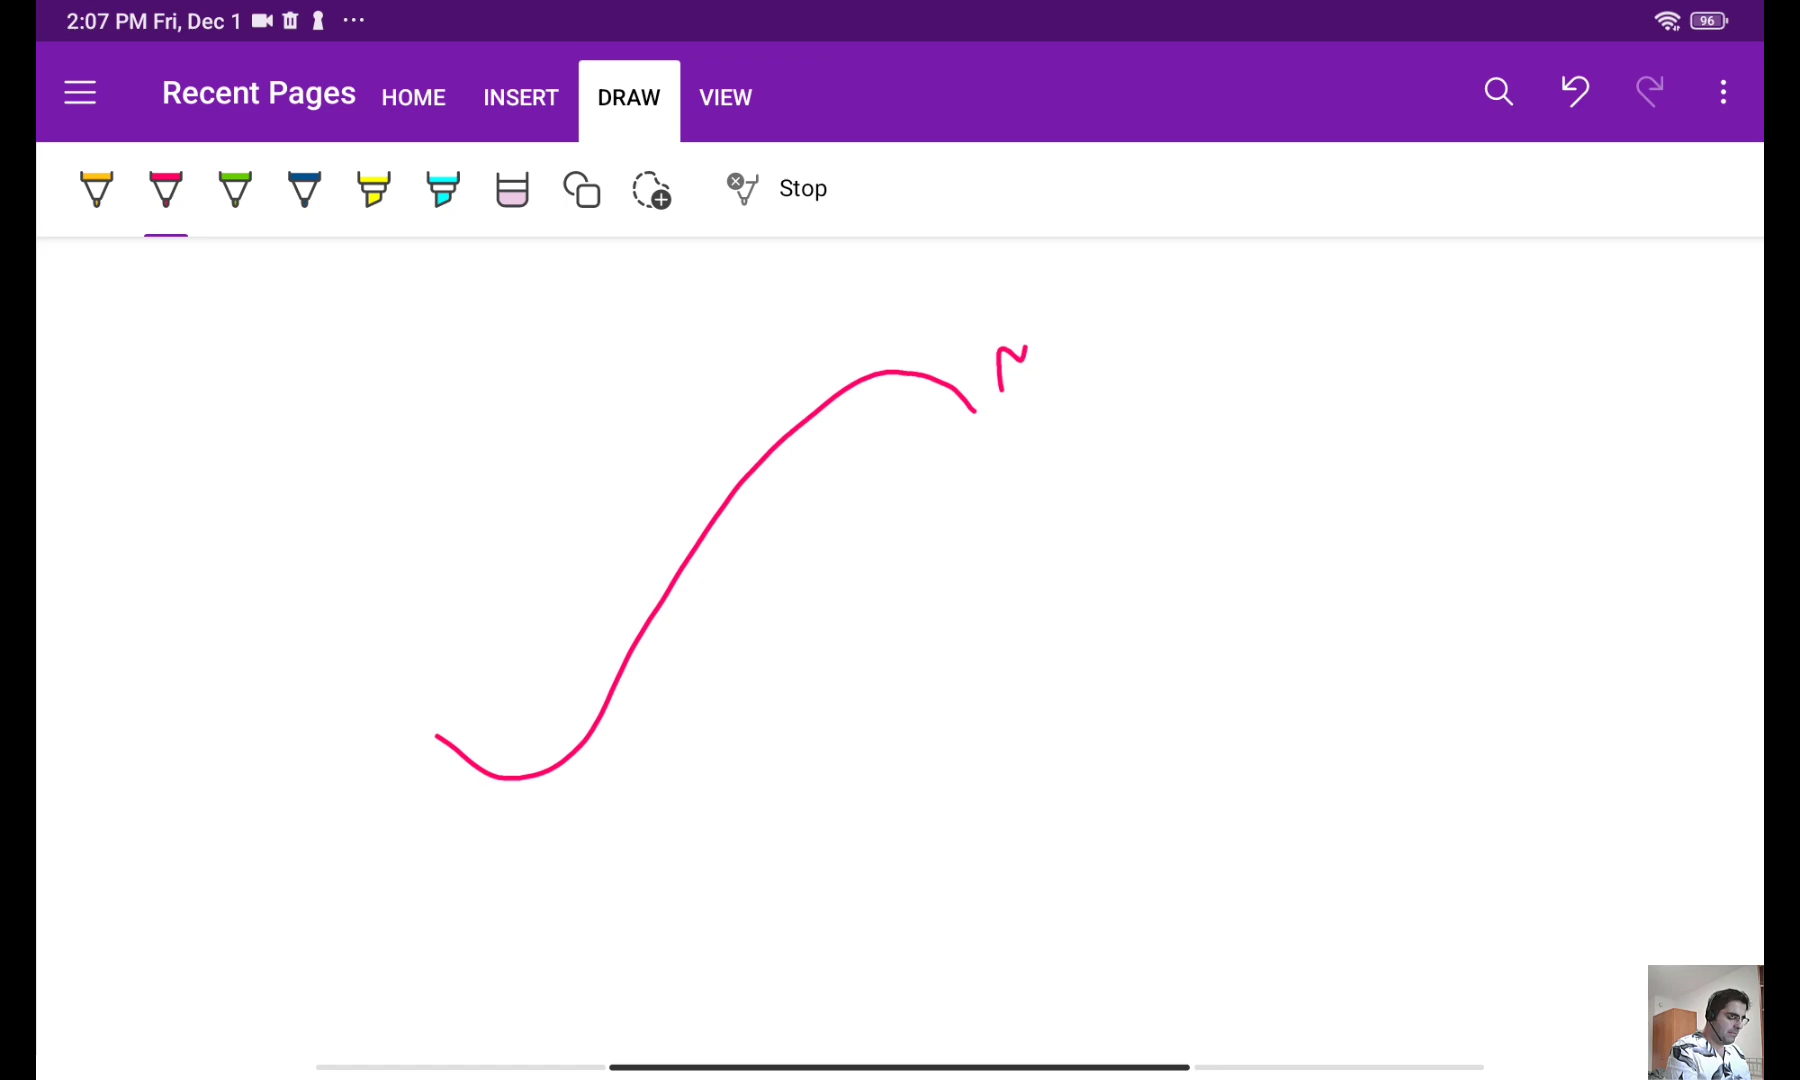 2:07 PM Fri, Dec 1 ... 96
Recent Pages HOME INSERT DRAW VIEW
Stop
r